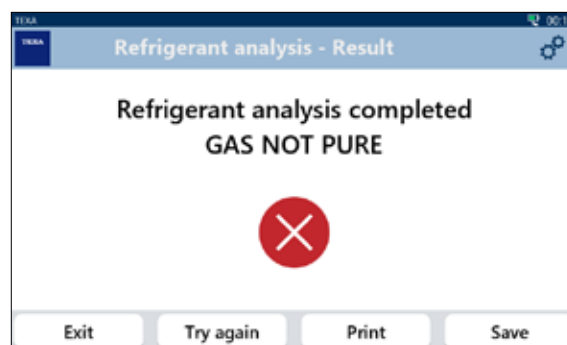 TEXA
TEXA
Refrigerant analysis - Result
Refrigerant analysis completed
GAS NOT PURE
Exit
Try again
Print
Save